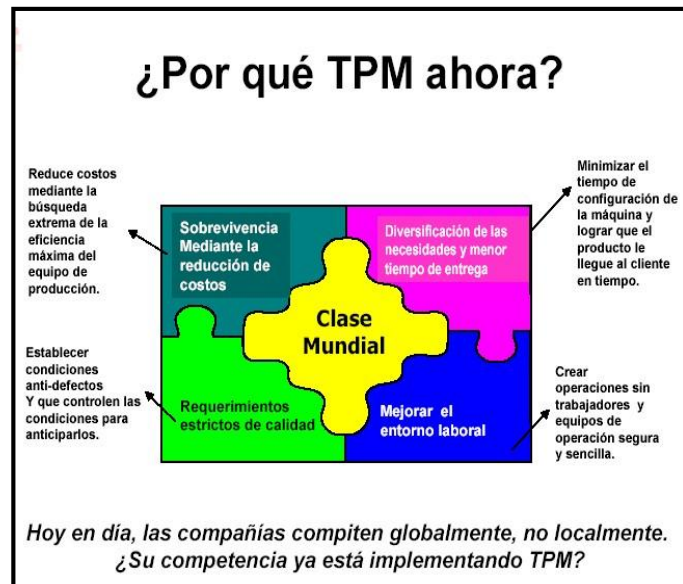 ¿Por qué TPM ahora?
Reduce costos
mediante la
búsqueda
extrema de la
eficiencia
máxima del
equipo de
producción.
Sobrevivencia
Mediante la
reducción de
costos
Diversificación de las
necesidades y menor
tiempo de entrega
Minimizar el
tiempo de
configuración de
la máquina y
lograr que el
producto le
llegue al cliente
en tiempo.
Clase
Mundial
Establecer
condiciones
anti-defectos
Y que controlen las
condiciones para
anticiparlos.
Requerimientos
estrictos de calidad
Mejorar el
entorno laboral
Crear
operaciones sin
trabajadores y
equipos de
operación segura
y sencilla.
Hoy en día, las compañías compiten globalmente, no localmente.
¿Su competencia ya está implementando TPM?